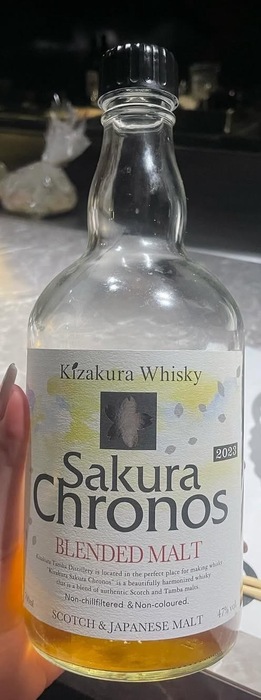 Kizakura Whisky
2023
Sakura
Chronos
BLENDED MALT
Kizakura Tamba Distillery is located in the perfect place for making whisky
"Kizakura Sakura Chronos" is a beautifully harmonized whisky
that is a blend of authentic Scotch and Tamba malts.
Non-chillfiltered & Non-coloured.
SCOTCH & JAPANESE MALT
47% vol